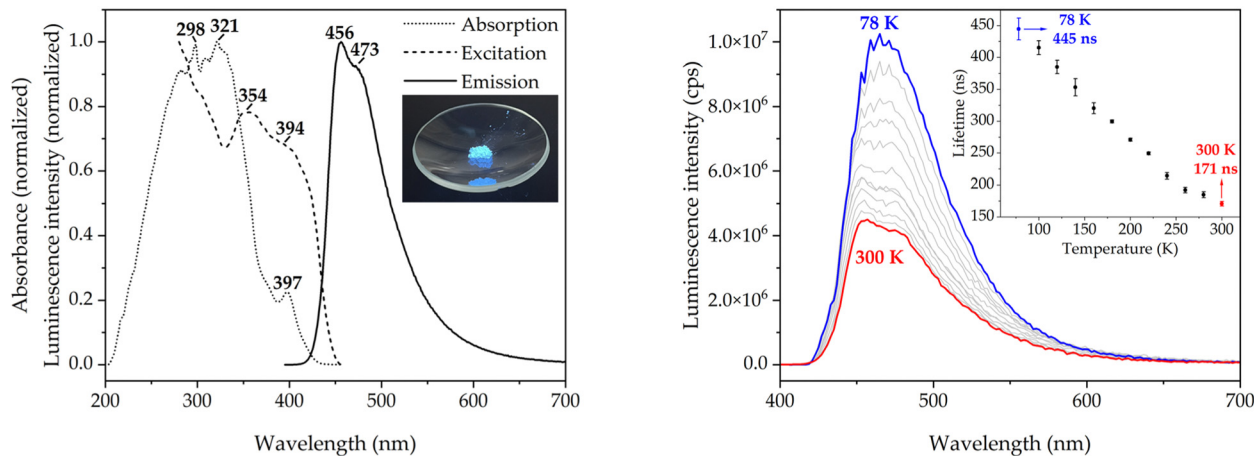 Absorbance (normalized)
Luminescence intensity (normalized)
1.0
0.8
0.6
0.4
0.2
0.0
298
321
354
394
397
456
473
Absorption
Excitation
Emission
200
300
400
500
600
700
Wavelength (nm)
Luminescence intensity (cps)
1.0×10⁷
8.0×10⁶
6.0×10⁶
4.0×10⁶
2.0×10⁶
0.0
78 K
300 K
400
500
600
700
Wavelength (nm)
Lifetime (ns)
450
400
350
300
250
200
150
78 K
445 ns
300 K
171 ns
100
150
200
250
300
Temperature (K)